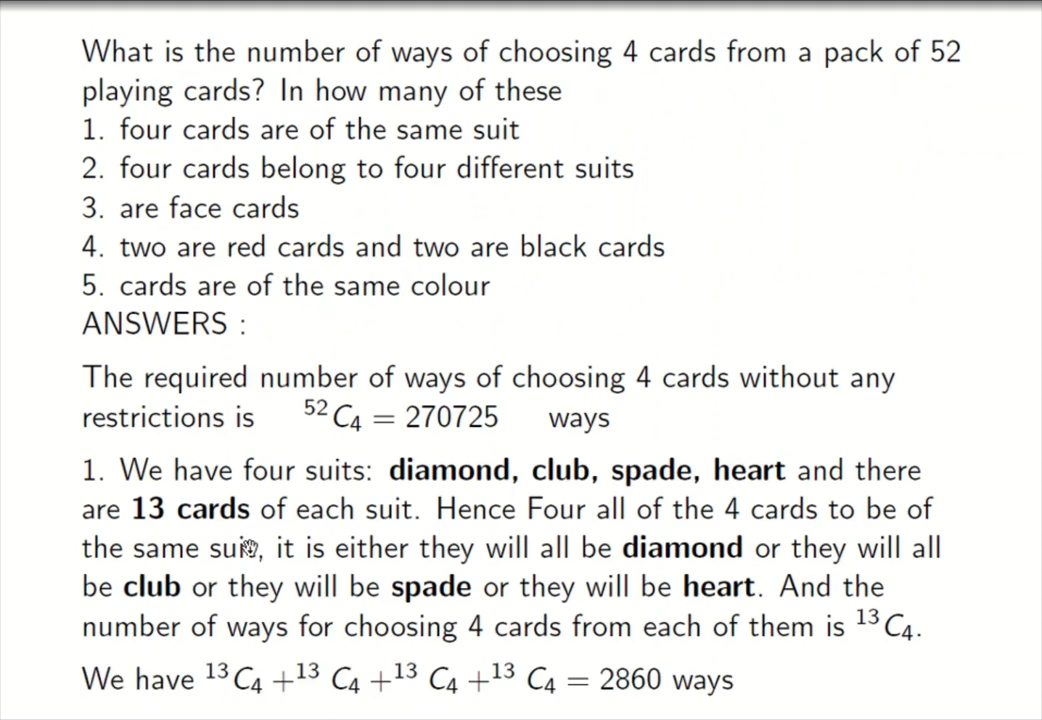 What is the number of ways of choosing 4 cards from a pack of 52
playing cards? In how many of these
1. four cards are of the same suit
2. four cards belong to four different suits
3. are face cards
4. two are red cards and two are black cards
5. cards are of the same colour
ANSWERS :
The required number of ways of choosing 4 cards without any
restrictions is ⁵²C₄ = 270725 ways
1. We have four suits: diamond, club, spade, heart and there
are 13 cards of each suit. Hence Four all of the 4 cards to be of
the same suit, it is either they will all be diamond or they will all
be club or they will be spade or they will be heart. And the
number of ways for choosing 4 cards from each of them is ¹³C₄.
We have ¹³C₄ +¹³ C₄ +¹³ C₄ +¹³ C₄ = 2860 ways